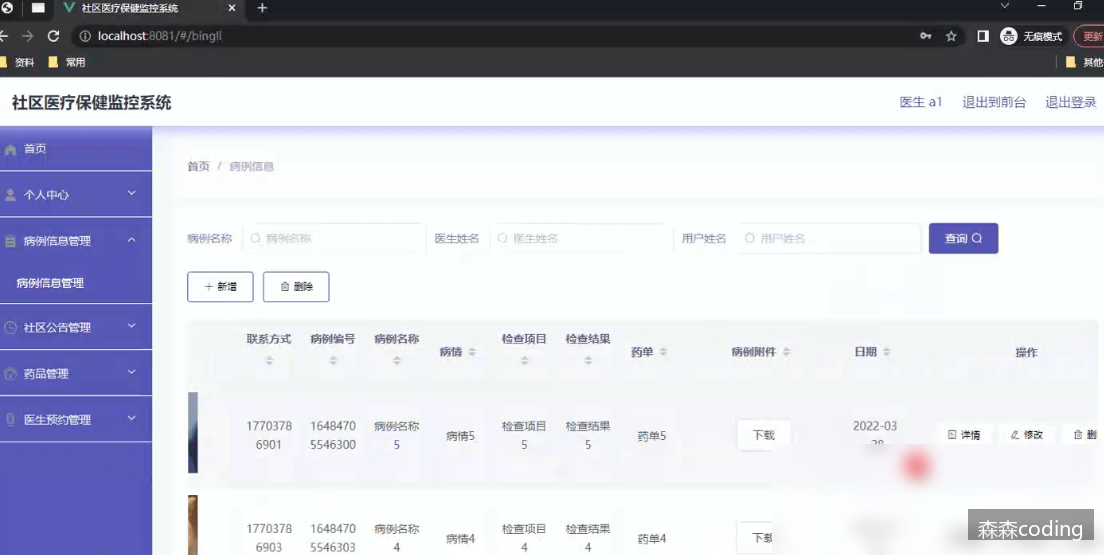 社区医疗保健监控系统
localhost:8081/#/bingli
无痕模式
更新
资料
常用
其他
社区医疗保健监控系统
医生 a1
退出到前台
退出登录
首页
个人中心
病例信息管理
病例信息管理
社区公告管理
药品管理
医生预约管理
首页 / 病例信息
病例名称 病例名称 医生姓名 医生姓名 用户姓名 用户姓名 查询
新增 删除
联系方式 病例编号 病例名称 病情 检查项目 检查结果 药单 病例附件 日期 操作
1770378 1648470 病例名称 检查项目 检查结果 2022-03
6901 5546300 5 病情5 5 5 药单5 下载 详情 修改 删
1770378 1648470 病例名称 检查项目 检查结果
6903 5546303 4 病情4 4 4 药单4 下载
森森coding